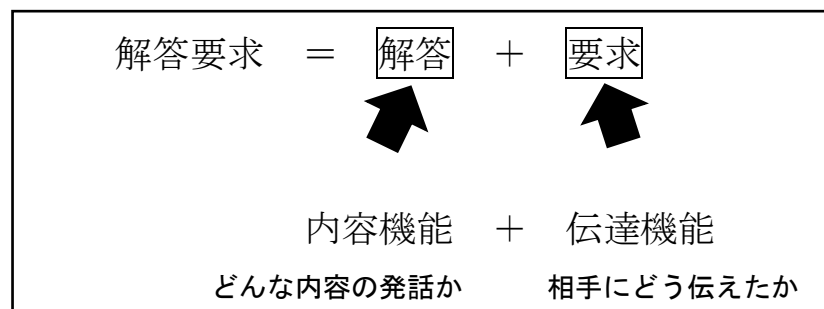 解答要求 = 解答 + 要求
内容機能 + 伝達機能
どんな内容の発話か 相手にどう伝えたか